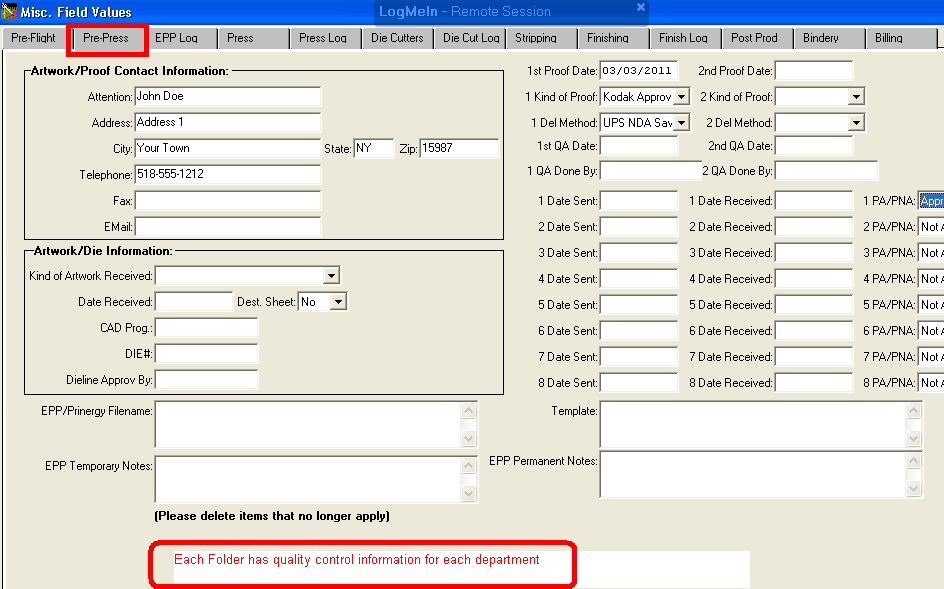 Misc. Field Values
LogMeIn - Remote Session
Pre-Flight Pre-Press EPP Log Press Press Log Die Cutters Die Cut Log Stripping Finishing Finish Log Post Prod Bindery Billing
Artwork/Proof Contact Information:
Attention: John Doe
Address: Address 1
City: Your Town State: NY Zip: 15987
Telephone: 518-555-1212
Fax:
EMail:
Artwork/Die Information:
Kind of Artwork Received:
Date Received: Dest. Sheet: No
CAD Prog.:
DIE#:
Dieline Approv By:
1st Proof Date: 03/03/2011 2nd Proof Date:
1 Kind of Proof: Kodak Approv 2 Kind of Proof:
1 Del Method: UPS NDA Sav 2 Del Method:
1st QA Date: 2nd QA Date:
1 QA Done By: 2 QA Done By:
1 Date Sent: 1 Date Received: 1 PA/PNA: Appr
2 Date Sent: 2 Date Received: 2 PA/PNA: Not A
3 Date Sent: 3 Date Received: 3 PA/PNA: Not A
4 Date Sent: 4 Date Received: 4 PA/PNA: Not A
5 Date Sent: 5 Date Received: 5 PA/PNA: Not A
6 Date Sent: 6 Date Received: 6 PA/PNA: Not A
7 Date Sent: 7 Date Received: 7 PA/PNA: Not A
8 Date Sent: 8 Date Received: 8 PA/PNA: Not A
EPP/Prinergy Filename: Template:
EPP Temporary Notes: EPP Permanent Notes:
(Please delete items that no longer apply)
Each Folder has quality control information for each department